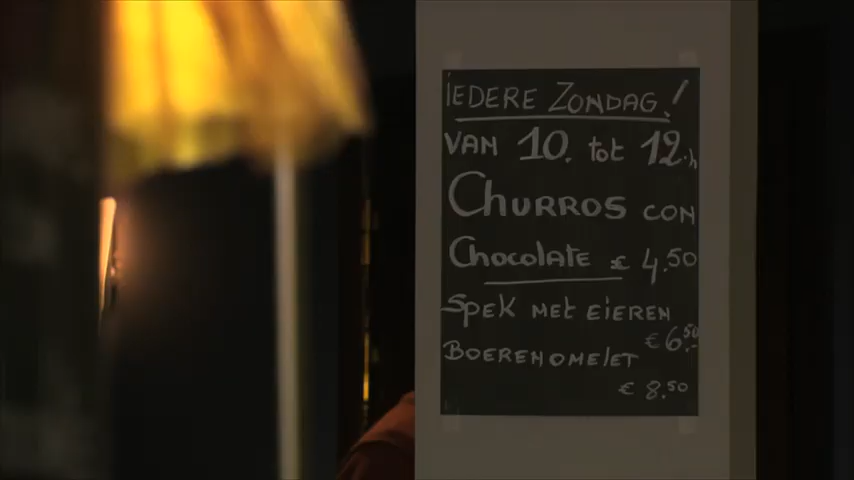 IEDERE ZONDAG!
VAN 10. tot 12.h
CHURROS CON
Chocolate € 4.50
Spek met eieren
€ 6.50
BOERENOMElET
€ 8.50